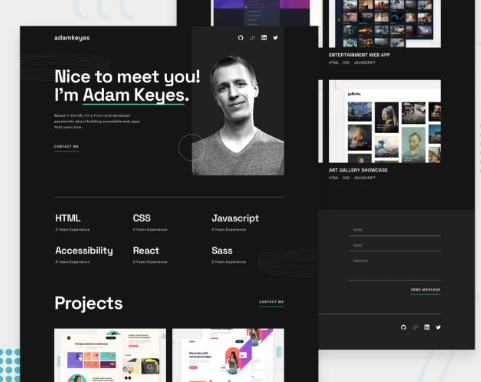 adamkeyes
Nice to meet you!
I'm Adam Keyes.
Based in the UK, I'm a front-end developer
passionate about building accessible web apps
that users love.
CONTACT ME
HTML
4 Years Experience
CSS
4 Years Experience
Javascript
4 Years Experience
Accessibility
4 Years Experience
React
3 Years Experience
Sass
3 Years Experience
Projects
CONTACT ME
ENTERTAINMENT WEB APP
HTML CSS JAVASCRIPT
galleria.
ART GALLERY SHOWCASE
HTML CSS JAVASCRIPT
NAME
EMAIL
MESSAGE
SEND MESSAGE